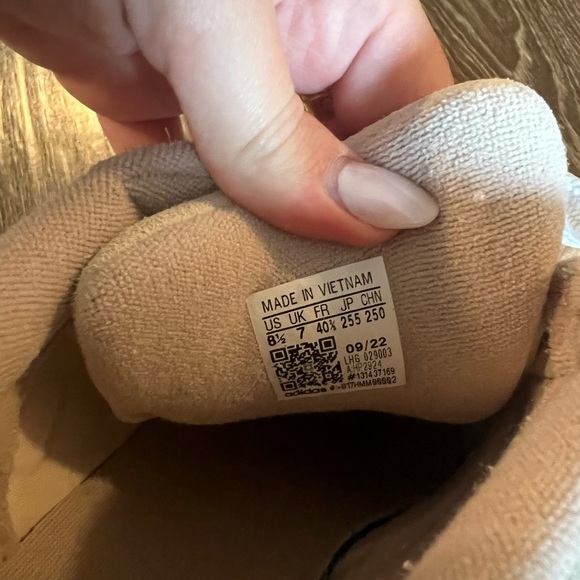 MADE IN VIETNAM
US UK FR JP CHN
8½ 7 40⅔ 255 250
09/22
LHG 029003
#131437169
adidas